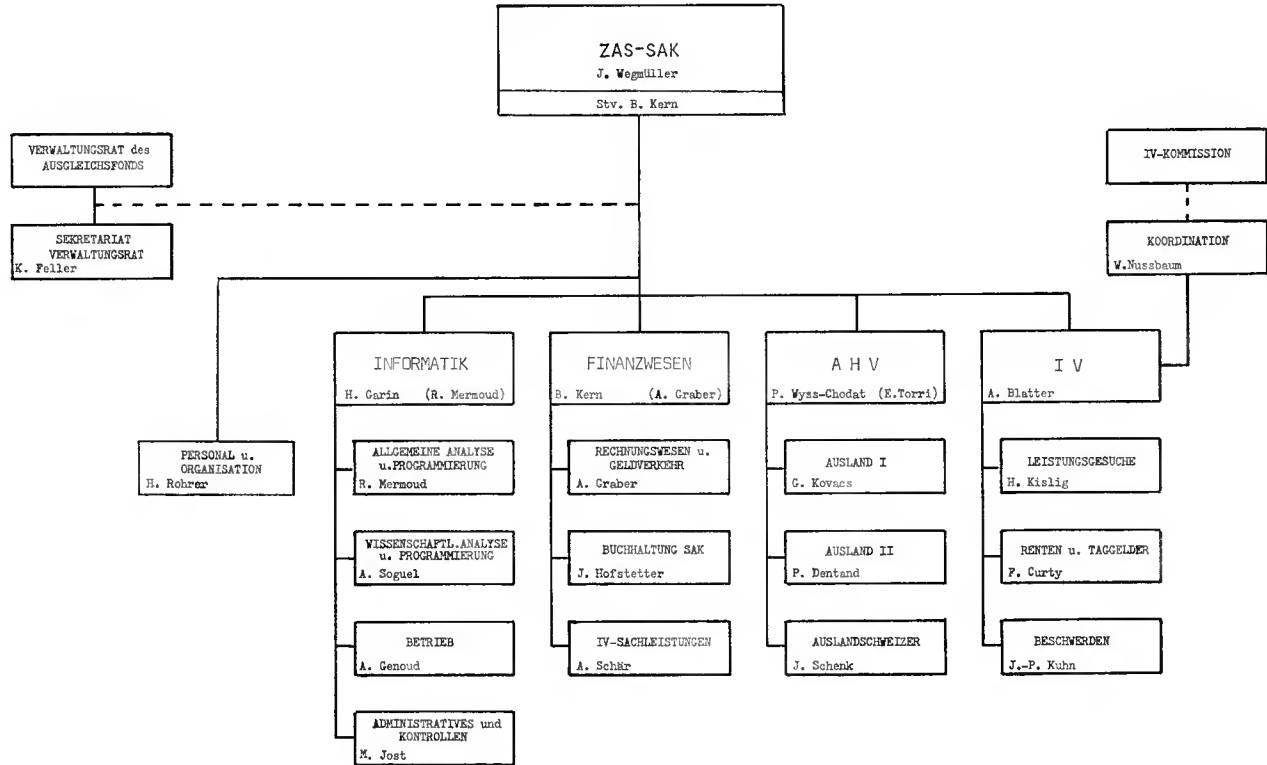 ZAS-SAK
J. Wegmüller
Stv. B. Kern
VERWALTUNGSRAT des
AUSGLEICHSFONDS
SEKRETARIAT
VERWALTUNGSRAT
K. Feller
IV-KOMMISSION
KOORDINATION
W.Nussbaum
PERSONAL u.
ORGANISATION
H. Rohrer
INFORMATIK
H. Garin (R. Mermoud)
ALLGEMEINE ANALYSE
u.PROGRAMMIERUNG
R. Mermoud
WISSENSCHAFTL.ANALYSE
u. PROGRAMMIERUNG
A. Soguel
BETRIEB
A. Genoud
ADMINISTRATIVES und
KONTROLLEN
M. Jost
FINANZWESEN
B. Kern (A. Graber)
RECHNUNGSWESEN u.
GELDVERKEHR
A. Graber
BUCHHALTUNG SAK
J. Hofstetter
IV-SACHLEISTUNGEN
A. Schär
A H V
P. Wyss-Chodat (E.Torri)
AUSLAND I
G. Kovacs
AUSLAND II
P. Dentand
AUSLANDSCHWEIZER
J. Schenk
I V
A. Blatter
LEISTUNGSGESUCHE
H. Kislig
RENTEN u. TAGGELDER
F. Curty
BESCHWERDEN
J.-P. Kuhn